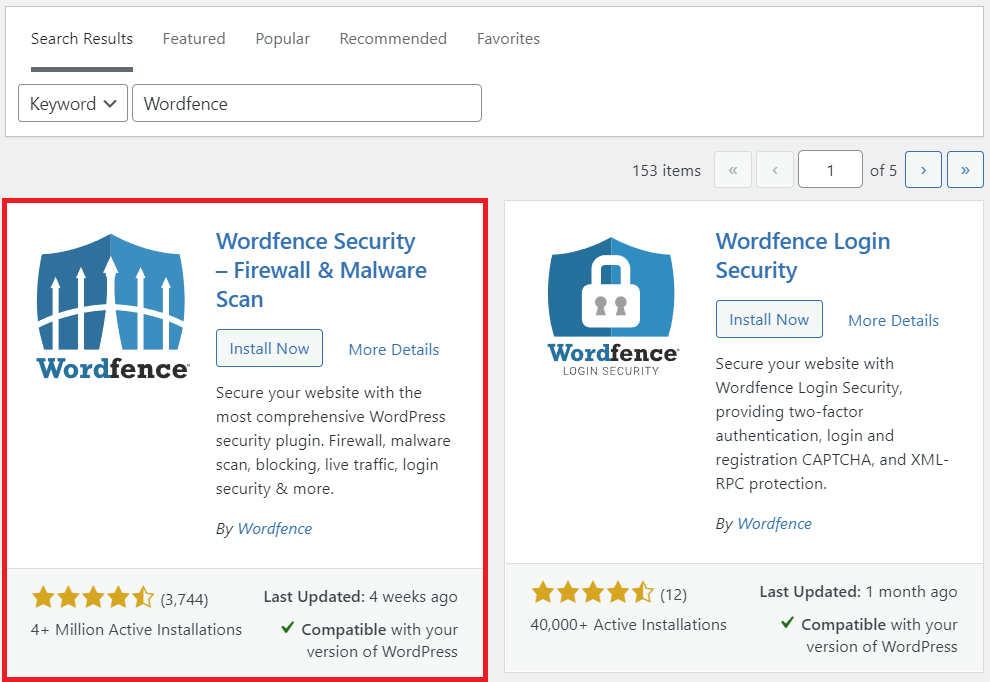 Search Results Featured Popular Recommended Favorites
Keyword Wordfence
153 items « ‹ 1 of 5 › »
Wordfence®
Wordfence Security
– Firewall & Malware
Scan
Install Now More Details
Secure your website with the
most comprehensive WordPress
security plugin. Firewall, malware
scan, blocking, live traffic, login
security & more.
By Wordfence
(3,744)
4+ Million Active Installations
Last Updated: 4 weeks ago
Compatible with your
version of WordPress
Wordfence®
LOGIN SECURITY
Wordfence Login
Security
Install Now More Details
Secure your website with
Wordfence Login Security,
providing two-factor
authentication, login and
registration CAPTCHA, and XML-
RPC protection.
By Wordfence
(12)
40,000+ Active Installations
Last Updated: 1 month ago
Compatible with your
version of WordPress